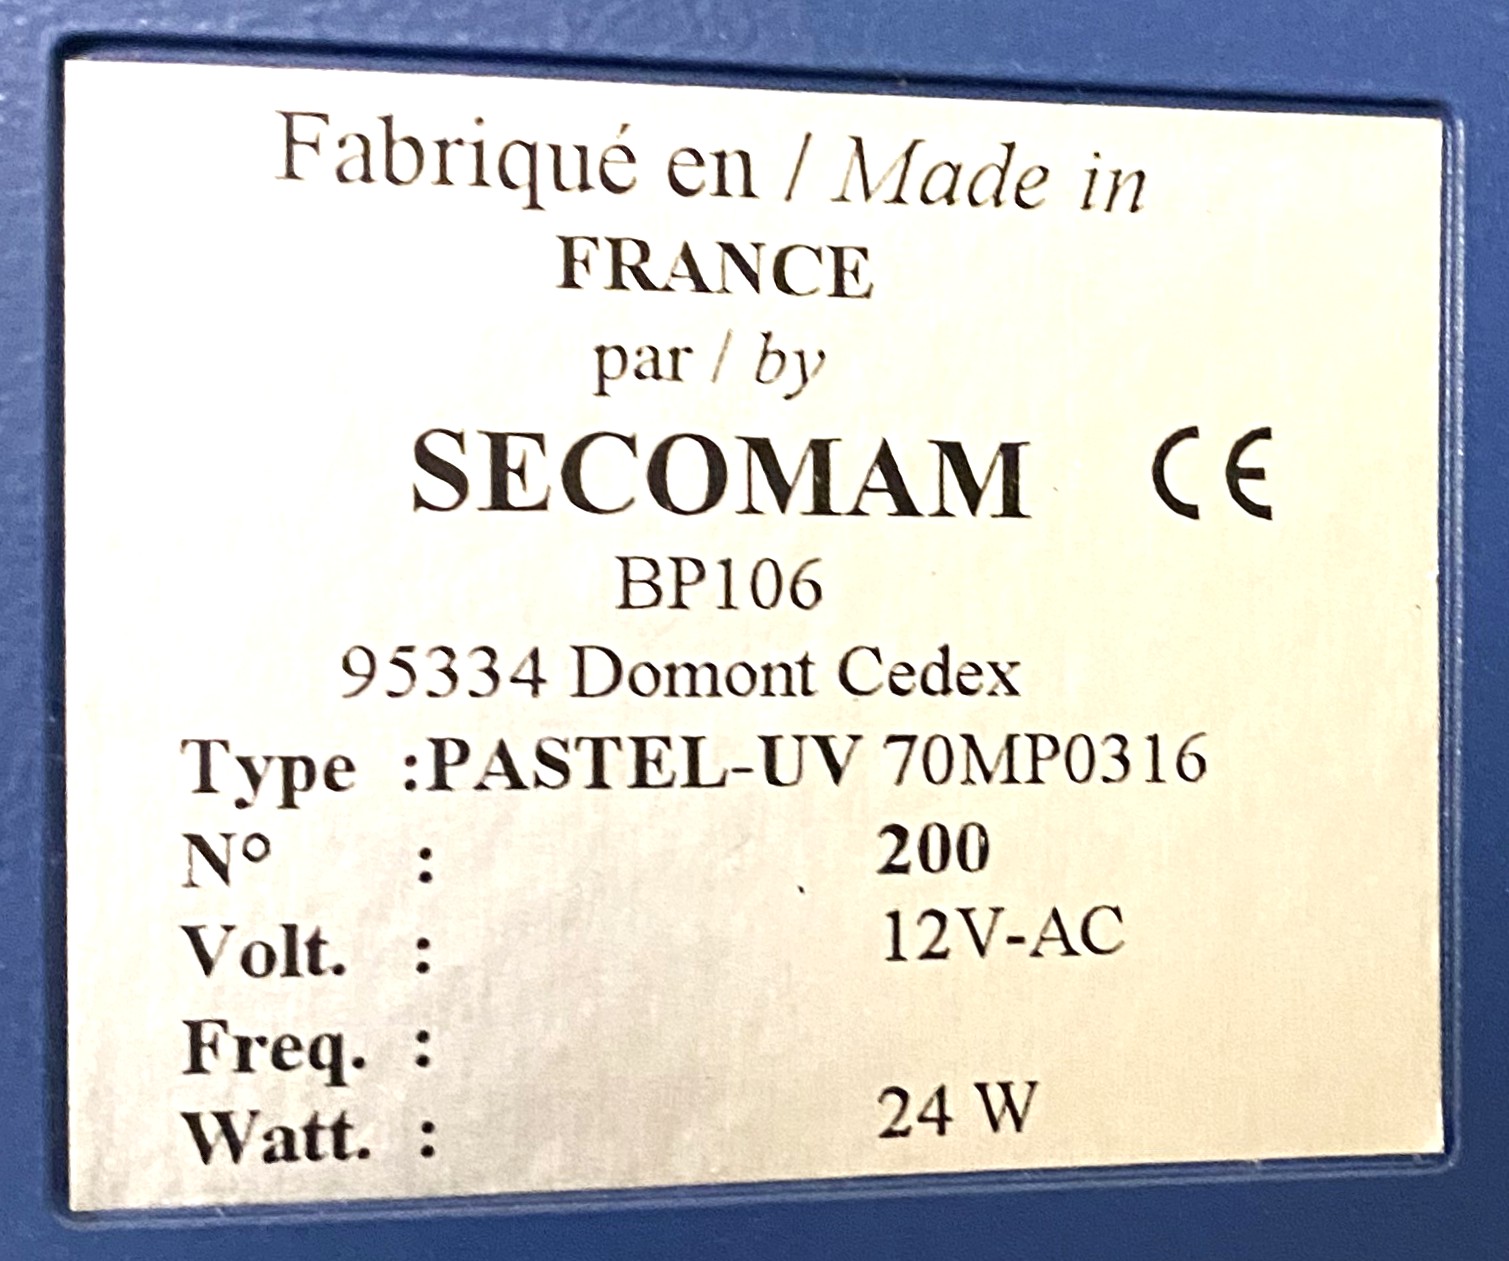 Fabriqué en / Made in
FRANCE
par / by
SECOMAM CE
BP106
95334 Domont Cedex
Type :PASTEL-UV 70MP0316
N° : 200
Volt. : 12V-AC
Freq. :
Watt. : 24 W